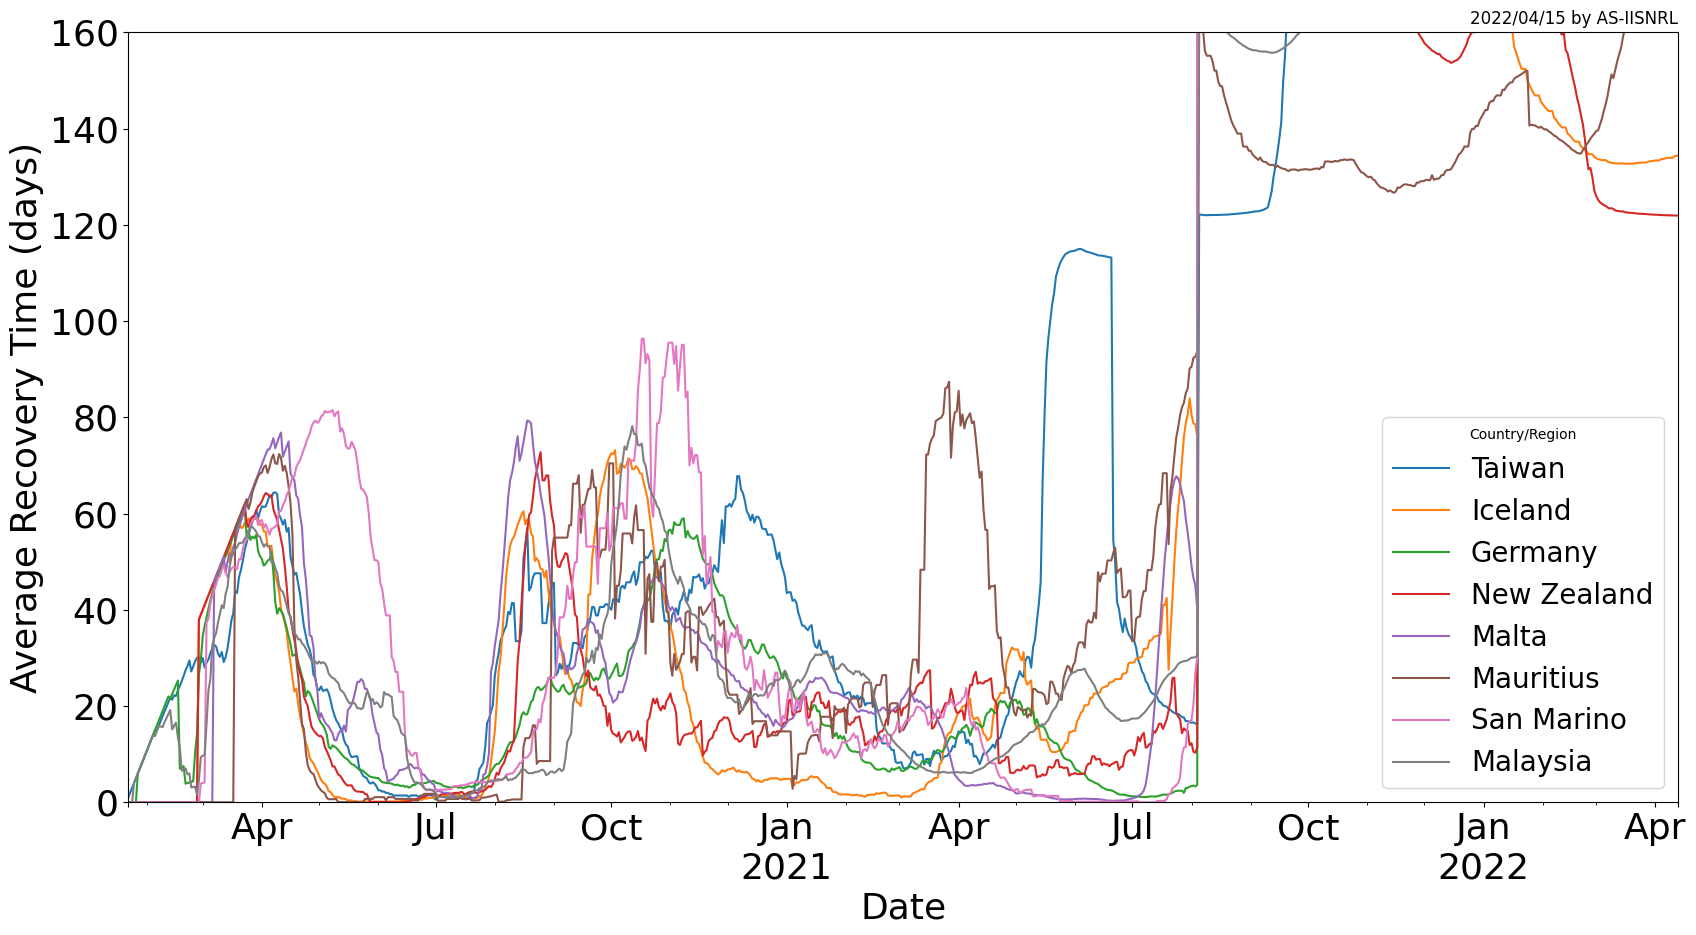 2022/04/15 by AS-IISNRL
160
140
120
100
80
60
40
20
0
Average Recovery Time (days)
Country/Region
Taiwan
Iceland
Germany
New Zealand
Malta
Mauritius
San Marino
Malaysia
Apr Jul Oct Jan Apr Jul Oct Jan Apr
2021 2022
Date